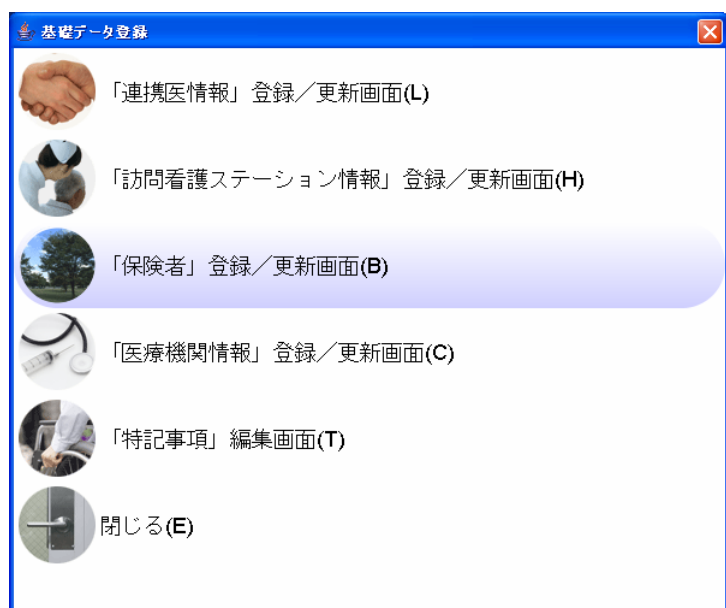 基礎データ登録
「連携医情報」登録／更新画面(L)
「訪問看護ステーション情報」登録／更新画面(H)
「保険者」登録／更新画面(B)
「医療機関情報」登録／更新画面(C)
「特記事項」編集画面(T)
閉じる(E)